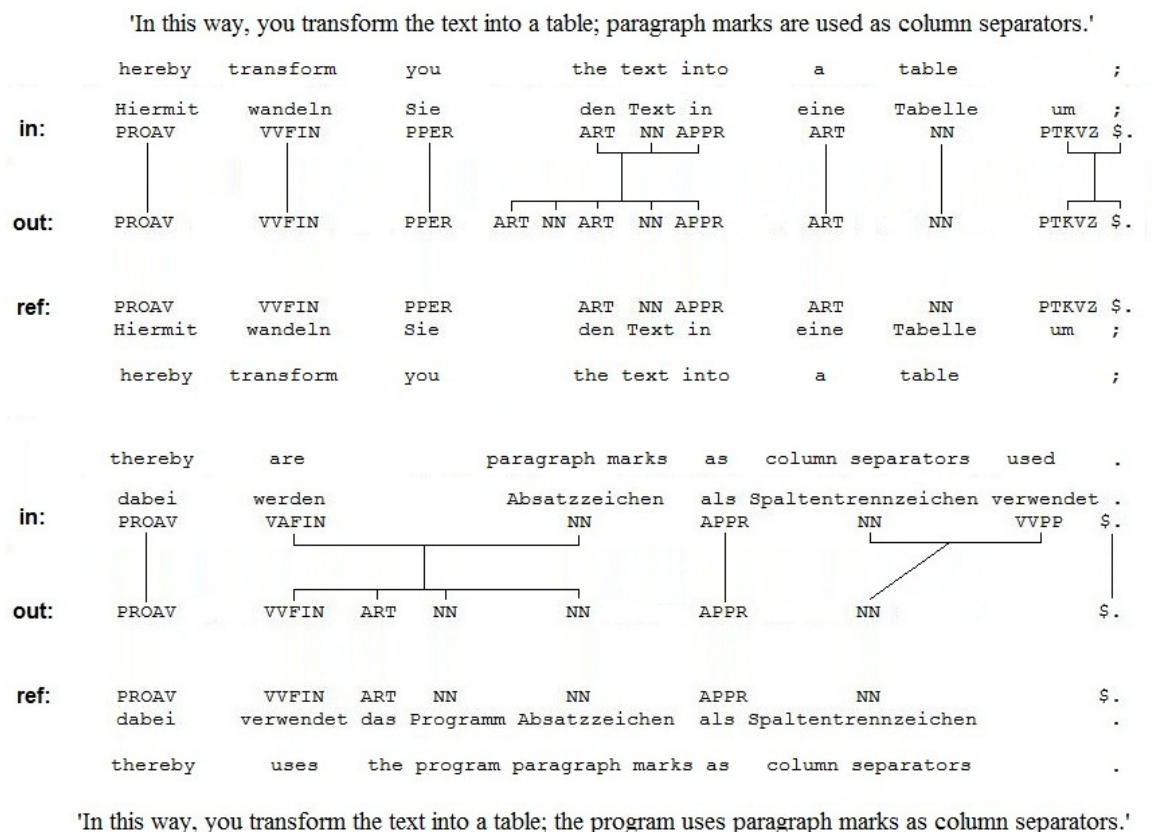 'In this way, you transform the text into a table; paragraph marks are used as column separators.'
hereby transform you the text into a table ;
Hiermit wandeln Sie den Text in eine Tabelle um ;
in: PROAV VVFIN PPER ART NN APPR ART NN PTKVZ $.
out: PROAV VVFIN PPER ART NN ART NN APPR ART NN PTKVZ $.
ref: PROAV VVFIN PPER ART NN APPR ART NN PTKVZ $.
Hiermit wandeln Sie den Text in eine Tabelle um ;
hereby transform you the text into a table ;
thereby are paragraph marks as column separators used .
dabei werden Absatzzeichen als Spaltentrennzeichen verwendet .
in: PROAV VAFIN NN APPR NN VVPP $.
out: PROAV VVFIN ART NN NN APPR NN $.
ref: PROAV VVFIN ART NN NN APPR NN $.
dabei verwendet das Programm Absatzzeichen als Spaltentrennzeichen .
thereby uses the program paragraph marks as column separators .
'In this way, you transform the text into a table; the program uses paragraph marks as column separators.'